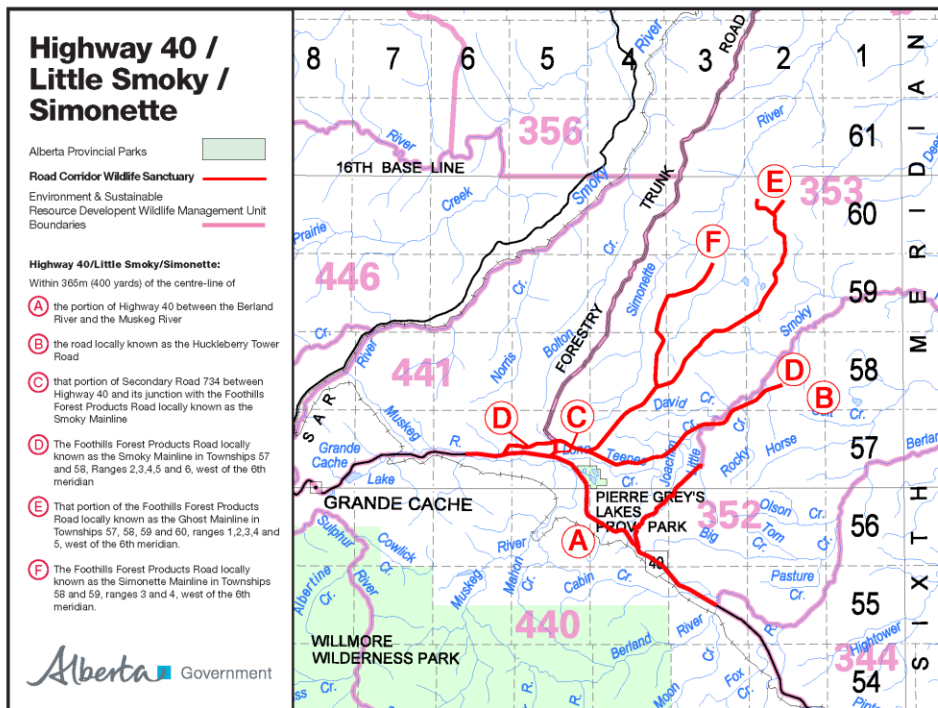 Highway 40 /
Little Smoky /
Simonette
Alberta Provincial Parks
Road Corridor Wildlife Sanctuary
Environment & Sustainable
Resource Developent Wildlife Management Unit
Boundaries
Highway 40/Little Smoky/Simonette:
Within 365m (400 yards) of the centre-line of
A the portion of Highway 40 between the Berland
River and the Muskeg River
B the road locally known as the Huckleberry Tower
Road
C that portion of Secondary Road 734 between
Highway 40 and its junction with the Foothills
Forest Products Road locally known as the
Smoky Mainline
D The Foothills Forest Products Road locally
known as the Smoky Mainline in Townships 57
and 58, Ranges 2,3,4,5 and 6, west of the 6th
meridian
E That portion of the Foothills Forest Products
Road locally known as the Ghost Mainline in
Townships 57, 58, 59 and 60, ranges 1,2,3,4 and
5, west of the 6th meridian.
F The Foothills Forest Products Road locally
known as the Simonette Mainline in Townships
58 and 59, ranges 3 and 4, west of the 6th
meridian.
Alberta Government
8 7 6 5 4 3 2 1
River
ROAD
356
River
61
Deer
River
16TH BASE LINE
Smoky
TRUNK
E
353
Creek
60
Prairie
Cr.
F
446
Simonette
59
Cr.
Cr.
Bolton
FORESTRY
Smoky
River
Norris
441
58
D
B
David
Cr.
Cr.
SAR
Muskeg
R.
D
C
Cr.
Horse
57
Berland
Grande
Cache
Lake
Teepee
Cr.
Joachim
Little
Rocky
GRANDE CACHE
PIERRE GREY'S
LAKES
PROV. PARK
352
Olson
Cr.
Sulphur
River
Cowlick
Cr.
A
Big
Tom
Cr.
56
River
Muskeg
Marion
Cr.
Cabin
Cr.
40
Pasture
Cr.
Albertine
Cr.
55
440
River
R.
Berland
Hightower
WILLMORE
WILDERNESS PARK
344
Cr.
Fox
Cr.
54
Moon
R.
R.
Cr.
SIXTH MERIDIAN